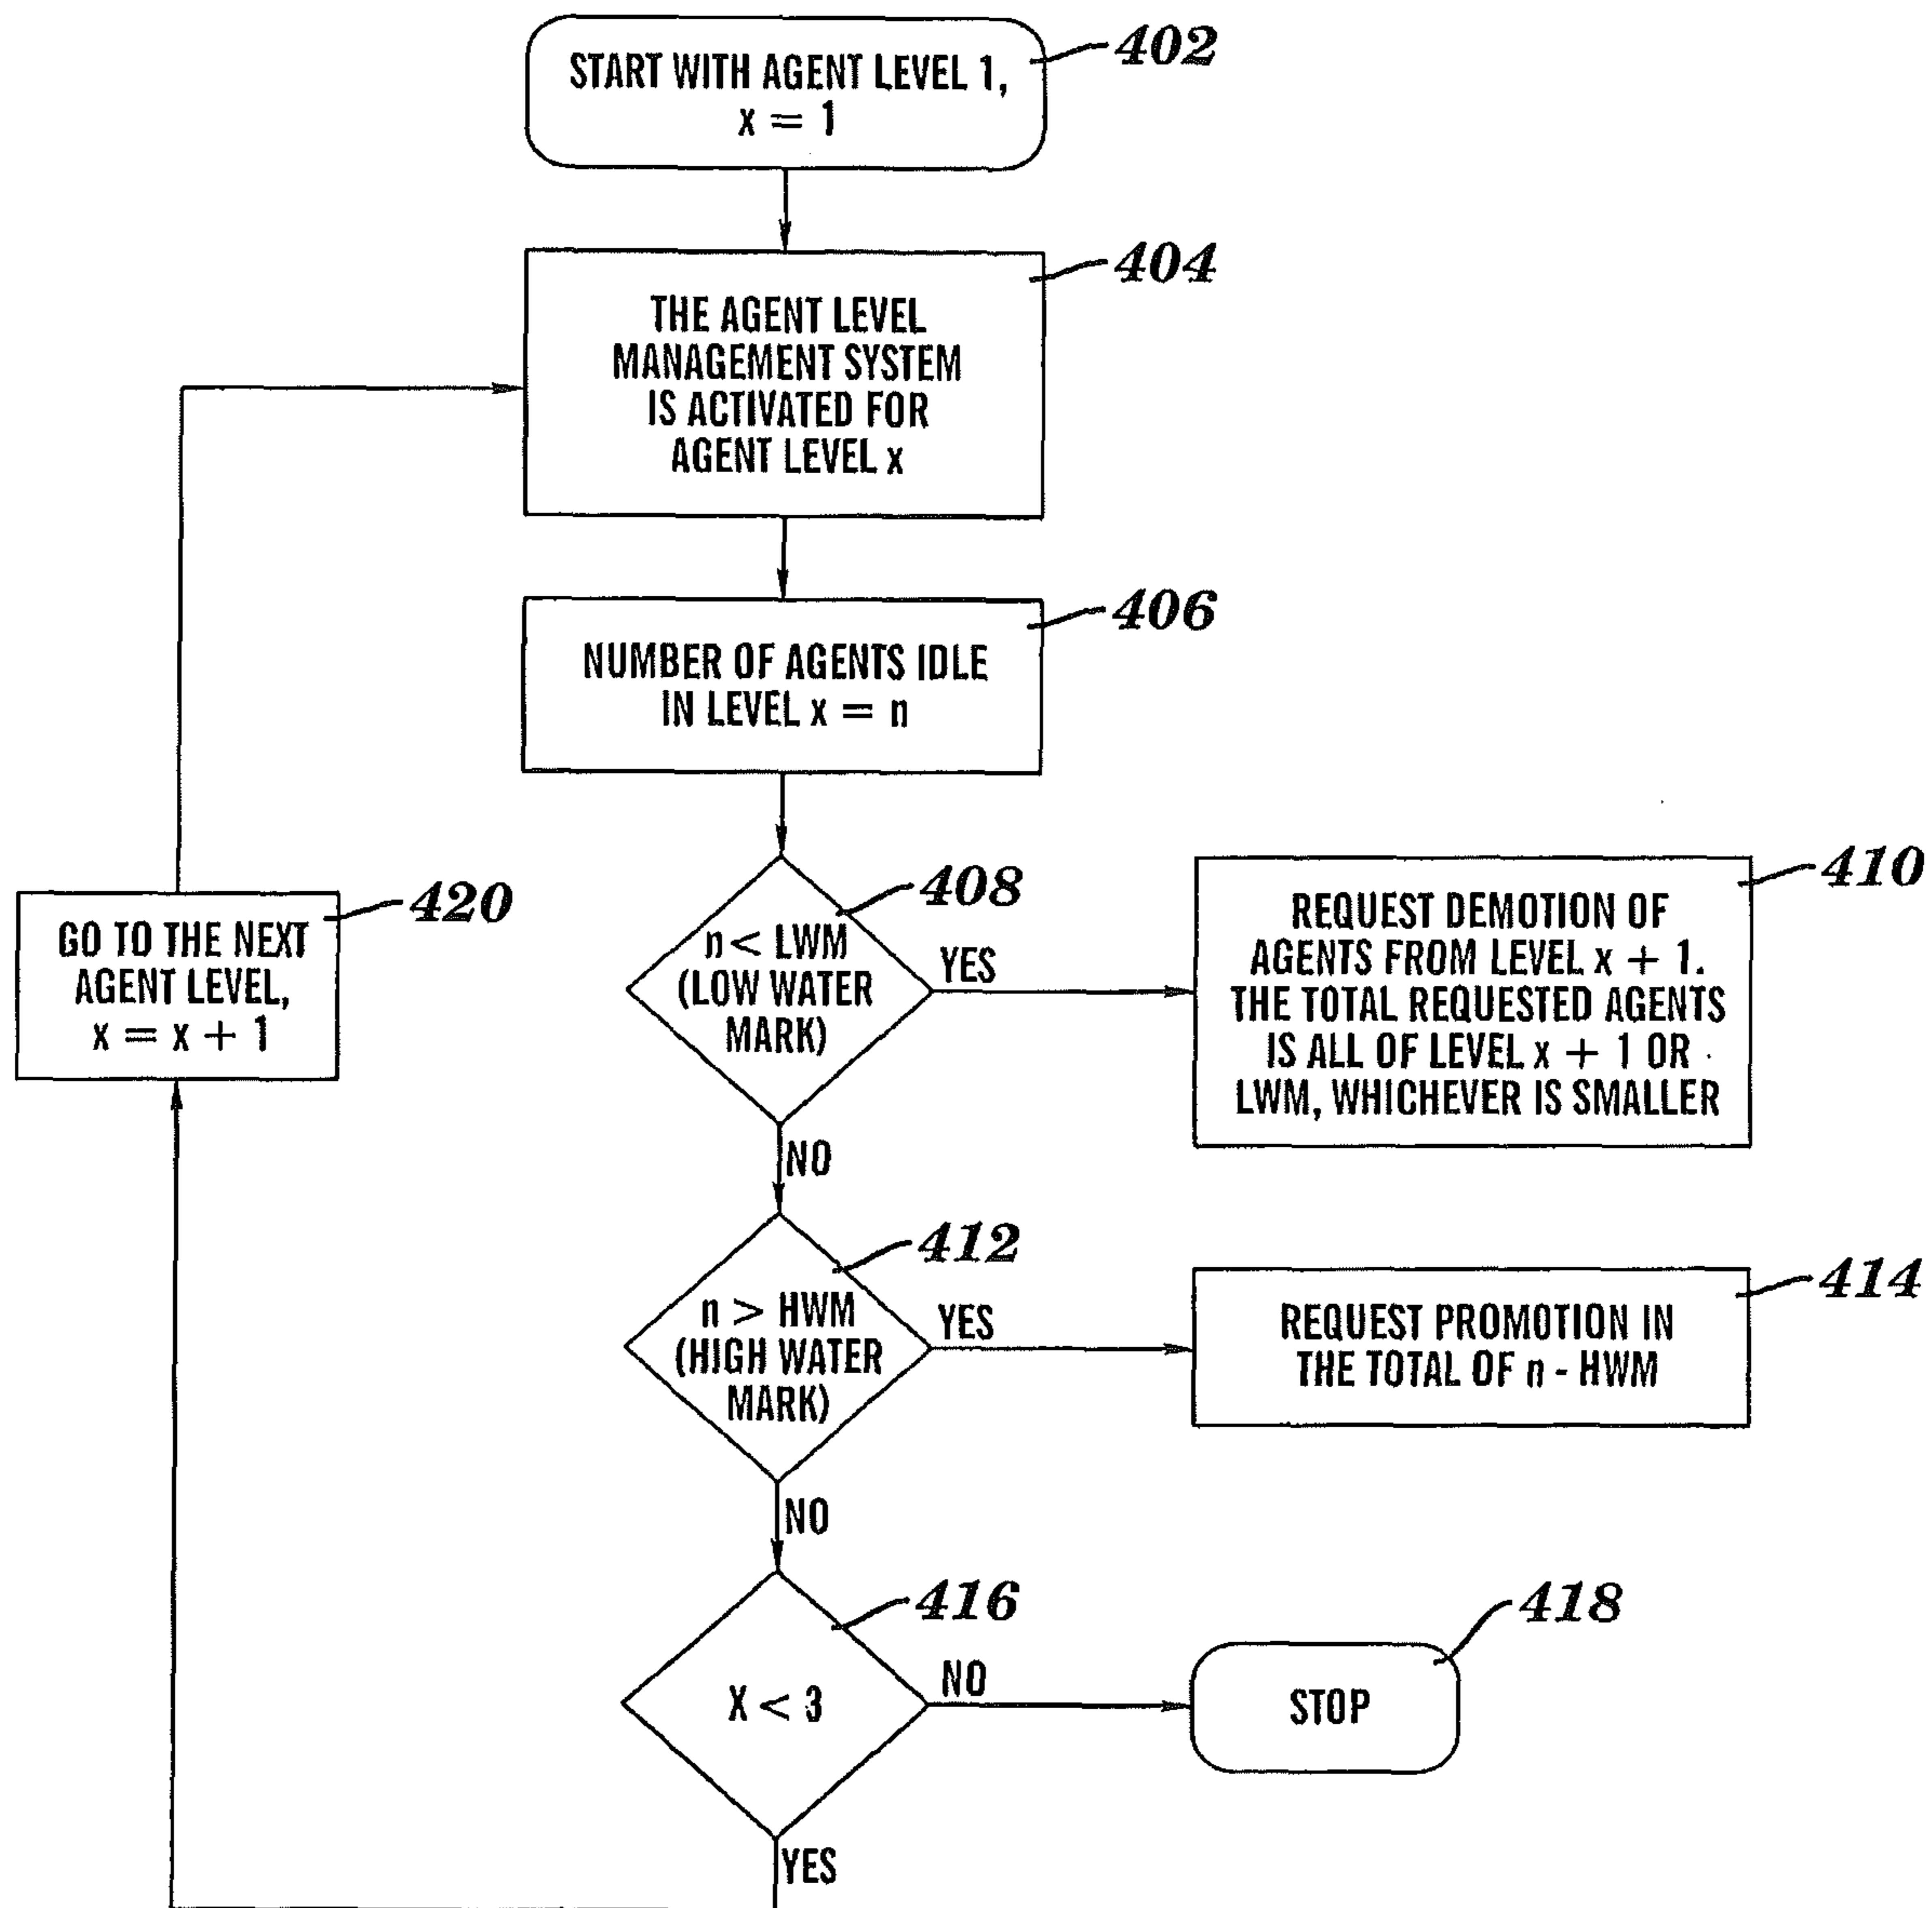 START WITH AGENT LEVEL 1,
x = 1
402
THE AGENT LEVEL
MANAGEMENT SYSTEM
IS ACTIVATED FOR
AGENT LEVEL x
404
NUMBER OF AGENTS IDLE
IN LEVEL x = n
406
n < LWM
(LOW WATER
MARK)
408
YES
REQUEST DEMOTION OF
AGENTS FROM LEVEL x + 1.
THE TOTAL REQUESTED AGENTS
IS ALL OF LEVEL x + 1 OR
LWM, WHICHEVER IS SMALLER
410
GO TO THE NEXT
AGENT LEVEL,
x = x + 1
420
NO
n > HWM
(HIGH WATER
MARK)
412
YES
REQUEST PROMOTION IN
THE TOTAL OF n - HWM
414
NO
X < 3
416
NO
STOP
418
YES